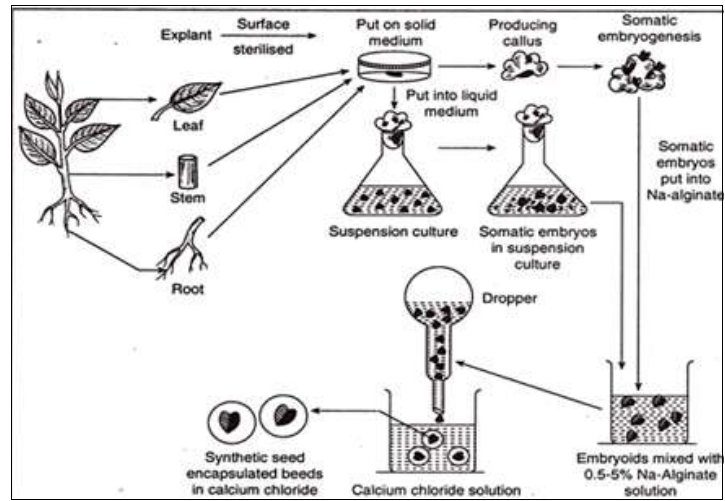 Explant
Surface
sterilised
Put on solid
medium
Producing
callus
Somatic
embryogenesis
Leaf
Put into liquid
medium
Stem
Somatic
embryos
put into
Na-alginate
Suspension culture
Somatic embryos
in suspension
culture
Root
Dropper
Synthetic seed
encapsulated beeds
in calcium chloride
Calcium chloride solution
Embryoids mixed with
0.5-5% Na-Alginate
solution